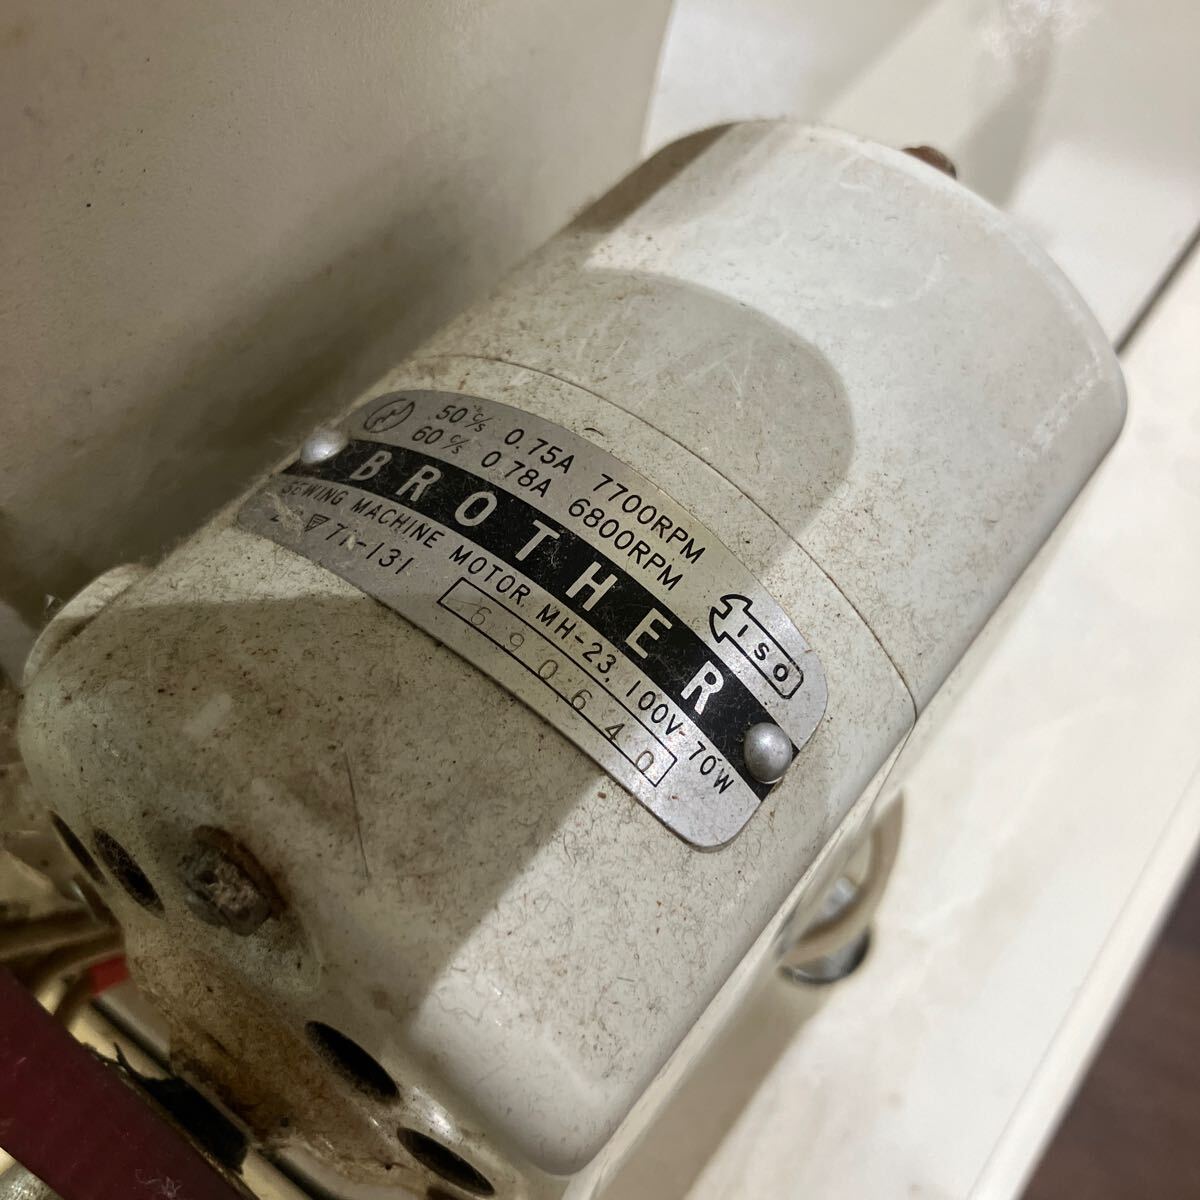 50 c/s 0.75A 7700RPM
60 c/s 0.78A 6800RPM
ISO
BROTHER
SEWING MACHINE MOTOR. MH-23. 100V-70W
▽ 71-131
690640